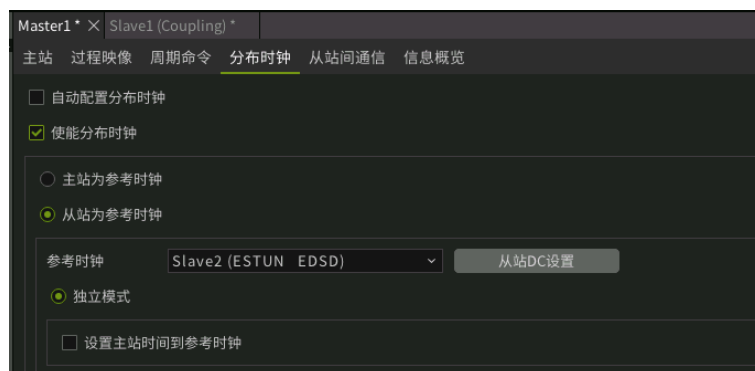 Master1 * × Slave1 (Coupling) *
主站 过程映像 周期命令 分布时钟 从站间通信 信息概览
自动配置分布时钟
使能分布时钟
主站为参考时钟
从站为参考时钟
参考时钟 Slave2 (ESTUN EDSD) 从站DC设置
独立模式
设置主站时间到参考时钟